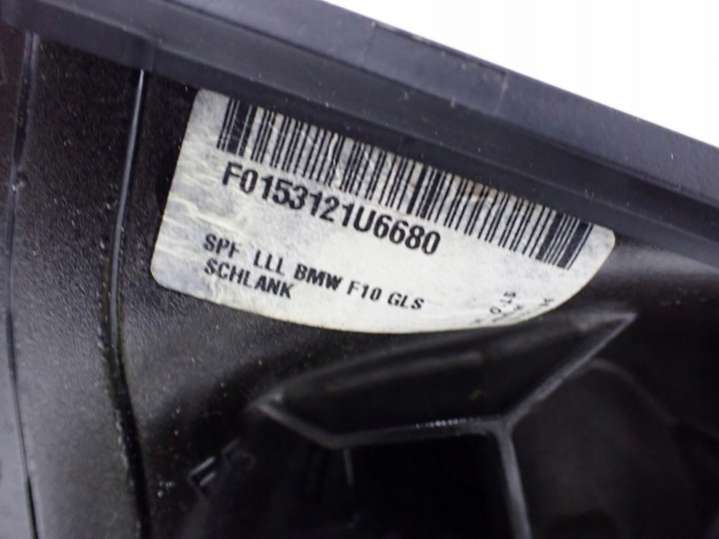 F0153121U6680
SPF LLL BMW F10 GLS
SCHLANK